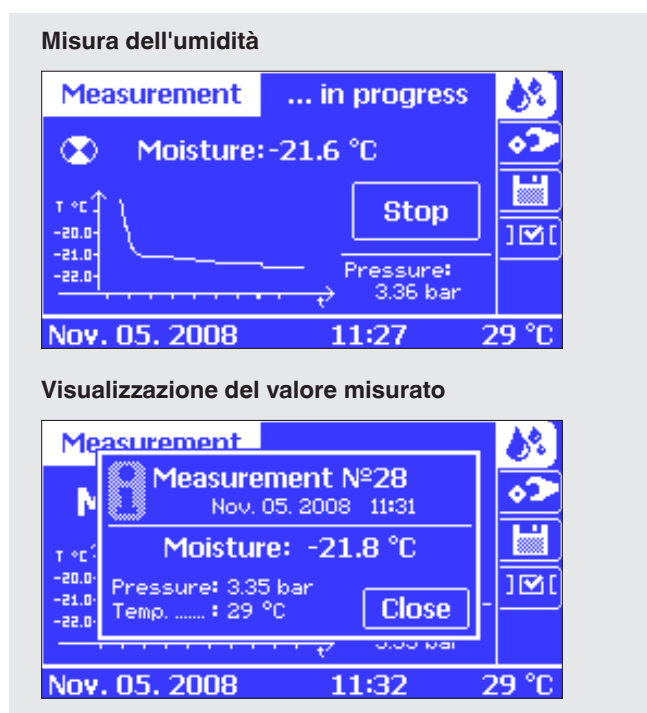 Misura dell'umidità
Measurement ... in progress
Moisture:-21.6 °C
T °C
-20.0-
-21.0-
-22.0-
Stop
Pressure:
3.36 bar
t
Nov. 05. 2008 11:27 29 °C
Visualizzazione del valore misurato
Measurement
Measurement Nº28
Nov. 05. 2008 11:31
Moisture: -21.8 °C
Pressure: 3.35 bar
Temp. ...... : 29 °C
Close
T °C
-20.0-
-21.0-
-22.0-
t
Nov. 05. 2008 11:32 29 °C